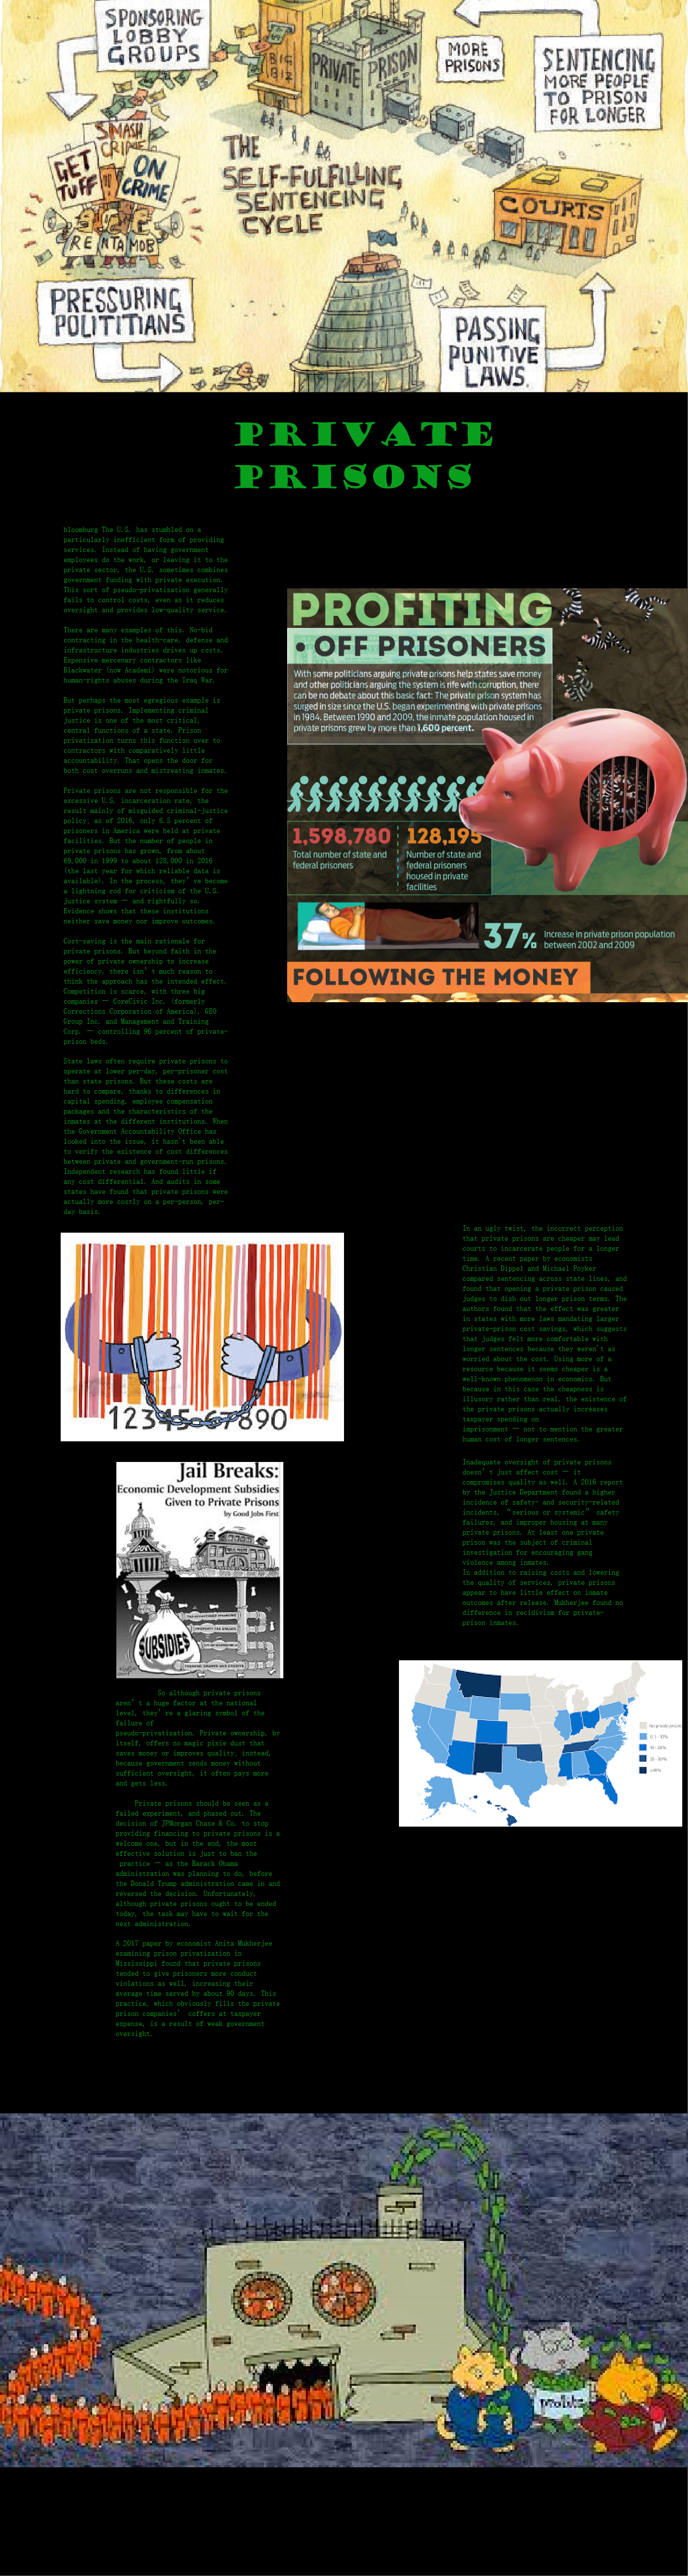 SPONSORING
LOBBY
GROUPS
BIG
BIZ
PRIVATE PRISON
MORE
PRISONS
SENTENCING
MORE PEOPLE
TO PRISON
FOR LONGER
SMASH
CRIME
GET
TUFF
ON
CRIME
RENTAMOB
THE
SELF-FULFILLING
SENTENCING
CYCLE
COURTS
PRESSURING
POLITITIANS
PASSING
PUNITIVE
LAWS.
PRIVATE
PRISONS
bloomburg The U.S. has stumbled on a
particularly inefficient form of providing
services. Instead of having government
employees do the work, or leaving it to the
private sector, the U.S. sometimes combines
government funding with private execution.
This sort of pseudo-privatization generally
fails to control costs, even as it reduces
oversight and provides low-quality service.
There are many examples of this. No-bid
contracting in the health-care, defense and
infrastructure industries drives up costs.
Expensive mercenary contractors like
Blackwater (now Academi) were notorious for
human-rights abuses during the Iraq War.
But perhaps the most egregious example is
private prisons. Implementing criminal
justice is one of the most critical,
central functions of a state. Prison
privatization turns this function over to
contractors with comparatively little
accountability. That opens the door for
both cost overruns and mistreating inmates.
Private prisons are not responsible for the
excessive U.S. incarceration rate, the
result mainly of misguided criminal-justice
policy, as of 2016, only 8.5 percent of
prisoners in America were held at private
facilities. But the number of people in
private prisons has grown, from about
69,000 in 1999 to about 128,000 in 2016
(the last year for which reliable data is
available). In the process, they’ve become
a lightning rod for criticism of the U.S.
justice system — and rightfully so.
Evidence shows that these institutions
neither save money nor improve outcomes.
Cost-saving is the main rationale for
private prisons. But beyond faith in the
power of private ownership to increase
efficiency, there isn’t much reason to
think the approach has the intended effect.
Competition is scarce, with three big
companies — CoreCivic Inc. (formerly
Corrections Corporation of America), GEO
Group Inc. and Management and Training
Corp. — controlling 96 percent of private-
prison beds.
State laws often require private prisons to
operate at lower per-day, per-prisoner cost
than state prisons. But these costs are
hard to compare, thanks to differences in
capital spending, employee compensation
packages and the characteristics of the
inmates at the different institutions. When
the Government Accountability Office has
looked into the issue, it hasn't been able
to verify the existence of cost differences
between private and government-run prisons.
Independent research has found little if
any cost differential. And audits in some
states have found that private prisons were
actually more costly on a per-person, per-
day basis.
PROFITING
• OFF PRISONERS
With some politicians arguing private prisons help states save money
and other politicians arguing the system is rife with corruption, there
can be no debate about this basic fact: The private prison system has
surged in size since the U.S. began experimenting with private prisons
in 1984. Between 1990 and 2009, the inmate population housed in
private prisons grew by more than 1,600 percent.
1,598,780
Total number of state and
federal prisoners
128,195
Number of state and
federal prisoners
housed in private
facilities
37% Increase in private prison population
between 2002 and 2009
FOLLOWING THE MONEY
In an ugly twist, the incorrect perception
that private prisons are cheaper may lead
courts to incarcerate people for a longer
time. A recent paper by economists
Christian Dippel and Michael Poyker
compared sentencing across state lines, and
found that opening a private prison caused
judges to dish out longer prison terms. The
authors found that the effect was greater
in states with more laws mandating larger
private-prison cost savings, which suggests
that judges felt more comfortable with
longer sentences because they weren't as
worried about the cost. Using more of a
resource because it seems cheaper is a
well-known phenomenon in economics. But
because in this case the cheapness is
illusory rather than real, the existence of
the private prisons actually increases
taxpayer spending on
imprisonment — not to mention the greater
human cost of longer sentences.
Inadequate oversight of private prisons
doesn’t just affect cost — it
compromises quality as well. A 2016 report
by the Justice Department found a higher
incidence of safety- and security-related
incidents, “serious or systemic” safety
failures, and improper housing at many
private prisons. At least one private
prison was the subject of criminal
investigation for encouraging gang
violence among inmates.
In addition to raising costs and lowering
the quality of services, private prisons
appear to have little effect on inmate
outcomes after release. Mukherjee found no
difference in recidivism for private-
prison inmates.
12345 890
Jail Breaks:
Economic Development Subsidies
Given to Private Prisons
by Good Jobs First
SUBSIDIES
So although private prisons
aren’t a huge factor at the national
level, they’re a glaring symbol of the
failure of
pseudo-privatization. Private ownership, by
itself, offers no magic pixie dust that
saves money or improves quality, instead,
because government sends money without
sufficient oversight, it often pays more
and gets less.
Private prisons should be seen as a
failed experiment, and phased out. The
decision of JPMorgan Chase & Co. to stop
providing financing to private prisons is a
welcome one, but in the end, the most
effective solution is just to ban the
practice — as the Barack Obama
administration was planning to do, before
the Donald Trump administration came in and
reversed the decision. Unfortunately,
although private prisons ought to be ended
today, the task may have to wait for the
next administration.
A 2017 paper by economist Anita Mukherjee
examining prison privatization in
Mississippi found that private prisons
tended to give prisoners more conduct
violations as well, increasing their
average time served by about 90 days. This
practice, which obviously fills the private
prison companies’ coffers at taxpayer
expense, is a result of weak government
oversight.
No private prisons
profits